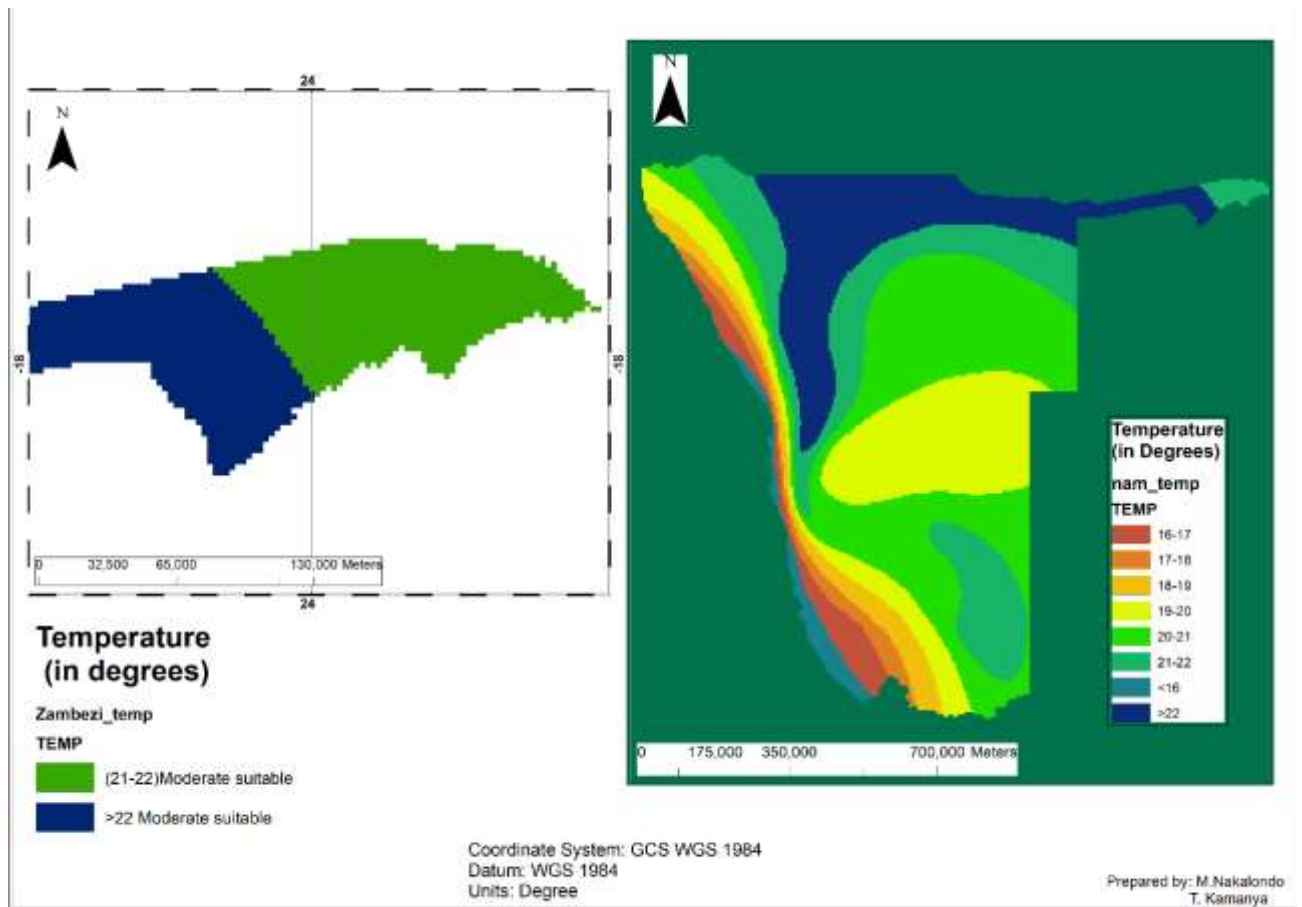 24
N
-18
-18
0 32,500 65,000 130,000 Meters
24
Temperature
(in degrees)
Zambezi_temp
TEMP
(21-22)Moderate suitable
>22 Moderate suitable
N
Temperature
(in Degrees)
nam_temp
TEMP
16-17
17-18
18-19
19-20
20-21
21-22
<16
>22
0 175,000 350,000 700,000 Meters
Coordinate System: GCS WGS 1984
Datum: WGS 1984
Units: Degree
Prepared by: M.Nakalondo
T. Kamanya